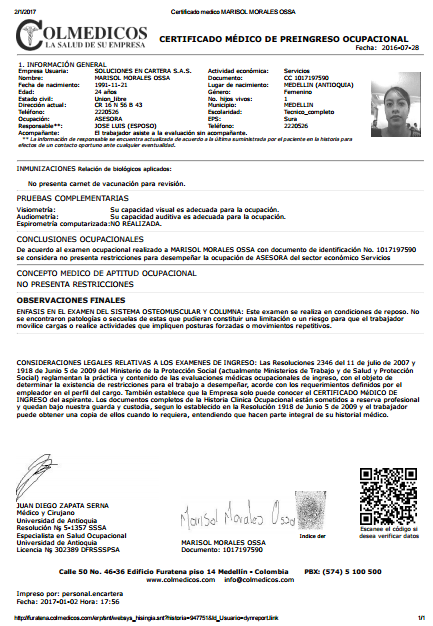 2/1/2017 Certificado medico MARISOL MORALES OSSA
COLMEDICOS
LA SALUD DE SU EMPRESA
CERTIFICADO MÉDICO DE PREINGRESO OCUPACIONAL
Fecha: 2016-07-28
1. INFORMACIÓN GENERAL
Empresa Usuaria: SOLUCIONES EN CARTERA S.A.S. Actividad económica: Servicios
Nombre: MARISOL MORALES OSSA Documento: CC 1017197590
Fecha de nacimiento: 1991-11-21 Lugar de nacimiento: MEDELLIN (ANTIOQUIA)
Edad: 24 años Género: Femenino
Estado civil: Union_libre No. hijos vivos: 1
Dirección actual: CR 16 N 56 B 43 Municipio: MEDELLIN
Teléfono: 2220526 Escolaridad: Tecnico_completo
Ocupación: ASESORA EPS: Sura
Responsable**: JOSE LUIS (ESPOSO) Teléfono: 2220526
Acompañante: El trabajador asiste a la evaluación sin acompañante.
** La información de responsable se encuentra actualizada de acuerdo a la última suministrada por el paciente en la historia para
efectos de un contacto oportuno ante cualquier eventualidad.
INMUNIZACIONES Relación de biológicos aplicados:
No presenta carnet de vacunación para revisión.
PRUEBAS COMPLEMENTARIAS
Visiometría: Su capacidad visual es adecuada para la ocupación.
Audiometría: Su capacidad auditiva es adecuada para la ocupación.
Espirometría computarizada: NO REALIZADA.
CONCLUSIONES OCUPACIONALES
De acuerdo al examen ocupacional realizado a MARISOL MORALES OSSA con documento de identificación No. 1017197590
se considera no presenta restricciones para desempeñar la ocupación de ASESORA del sector económico Servicios
CONCEPTO MEDICO DE APTITUD OCUPACIONAL
NO PRESENTA RESTRICCIONES
OBSERVACIONES FINALES
ENFASIS EN EL EXAMEN DEL SISTEMA OSTEOMUSCULAR Y COLUMNA: Este examen se realiza en condiciones de reposo. No
se encontraron patologías o secuelas de estas que pudieran constituir una limitación o un riesgo para que el trabajador
movilice cargas o realice actividades que impliquen posturas forzadas o movimientos repetitivos.
CONSIDERACIONES LEGALES RELATIVAS A LOS EXAMENES DE INGRESO: Las Resoluciones 2346 del 11 de julio de 2007 y
1918 de Junio 5 de 2009 del Ministerio de la Protección Social (actualmente Ministerios de Trabajo y de Salud y Protección
Social) reglamentan la práctica y contenido de las evaluaciones médicas ocupacionales de ingreso, con el objeto de
determinar la existencia de restricciones para el trabajo a desempeñar, acorde con los requerimientos definidos por el
empleador en el perfil del cargo. También establece que la Empresa solo puede conocer el CERTIFICADO MéDICO DE
INGRESO del aspirante. Los documentos completos de la Historia Clínica Ocupacional están sometidos a reserva profesional
y quedan bajo nuestra guarda y custodia, segun lo establecido en la Resolución 1918 de Junio 5 de 2009 y el trabajador
puede obtener una copia de ellos cuando lo requiera, entendiendo que hacen parte integral de su historial médico.
JUAN DIEGO ZAPATA SERNA
Médico y Cirujano
Universidad de Antioquia
Resolución Nş 5-1357 SSSA
Especialista en Salud Ocupacional
Universidad de Antioquia
Licencia Nş 302389 DFRSSSPSA
Marisol Morales Ossa
MARISOL MORALES OSSA
Documento: 1017197590
Indice der
Escanee el código si
desea verificar datos
Calle 50 No. 46-36 Edificio Furatena piso 4 - Medellín - Colombia PBX: (574) 5 100 500
www.colmedicos.com info@colmedicos.com
Impreso por: personal.encartera
Fecha: 2017-01-02 Hora: 17:56
http://furatena.colmedicos.com/erp/snt/websys_hisingia.snt?historia=947751&Id_Usuario=dynreport.link 1/1